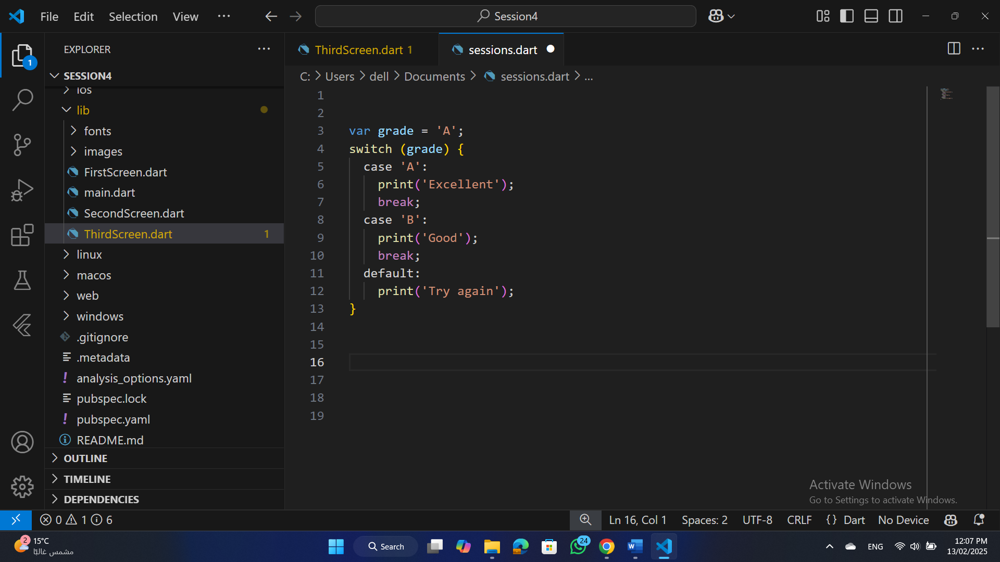 File Edit Selection View ··· Session4
EXPLORER ···
SESSION4
ios
lib
fonts
images
FirstScreen.dart
main.dart
SecondScreen.dart
ThirdScreen.dart 1
linux
macos
web
windows
.gitignore
.metadata
! analysis_options.yaml
pubspec.lock
! pubspec.yaml
README.md
OUTLINE
TIMELINE
DEPENDENCIES
1
ThirdScreen.dart 1
sessions.dart
C: > Users > dell > Documents > sessions.dart > ...
1
2
3 var grade = 'A';
4 switch (grade) {
5 case 'A':
6 print('Excellent');
7 break;
8 case 'B':
9 print('Good');
10 break;
11 default:
12 print('Try again');
13 }
14
15
16
17
18
19
Activate Windows
Go to Settings to activate Windows.
0 1 6
Ln 16, Col 1 Spaces: 2 UTF-8 CRLF {} Dart No Device
2 15°C
مشمس غالبًا
Search
24
W
ENG
12:07 PM
13/02/2025